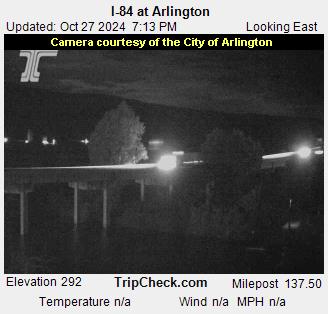 I-84 at Arlington
Updated: Oct 27 2024 7:13 PM Looking East
Camera courtesy of the City of Arlington
Elevation 292 TripCheck.com Milepost 137.50
Temperature n/a Wind n/a MPH n/a